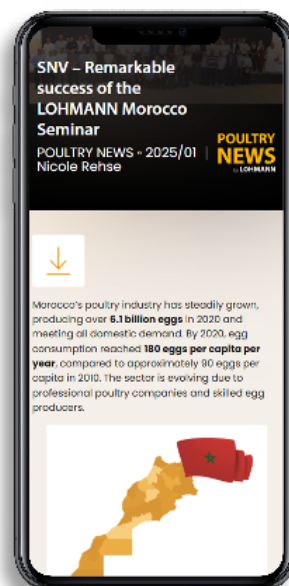 SNV – Remarkable
success of the
LOHMANN Morocco
Seminar
POULTRY NEWS • 2025/01 |
Nicole Rehse
POULTRY
NEWS
by LOHMANN
Morocco's poultry industry has steadily grown,
producing over 6.1 billion eggs in 2020 and
meeting all domestic demand. By 2020, egg
consumption reached 180 eggs per capita per
year, compared to approximately 90 eggs per
capita in 2010. The sector is evolving due to
professional poultry companies and skilled egg
producers.